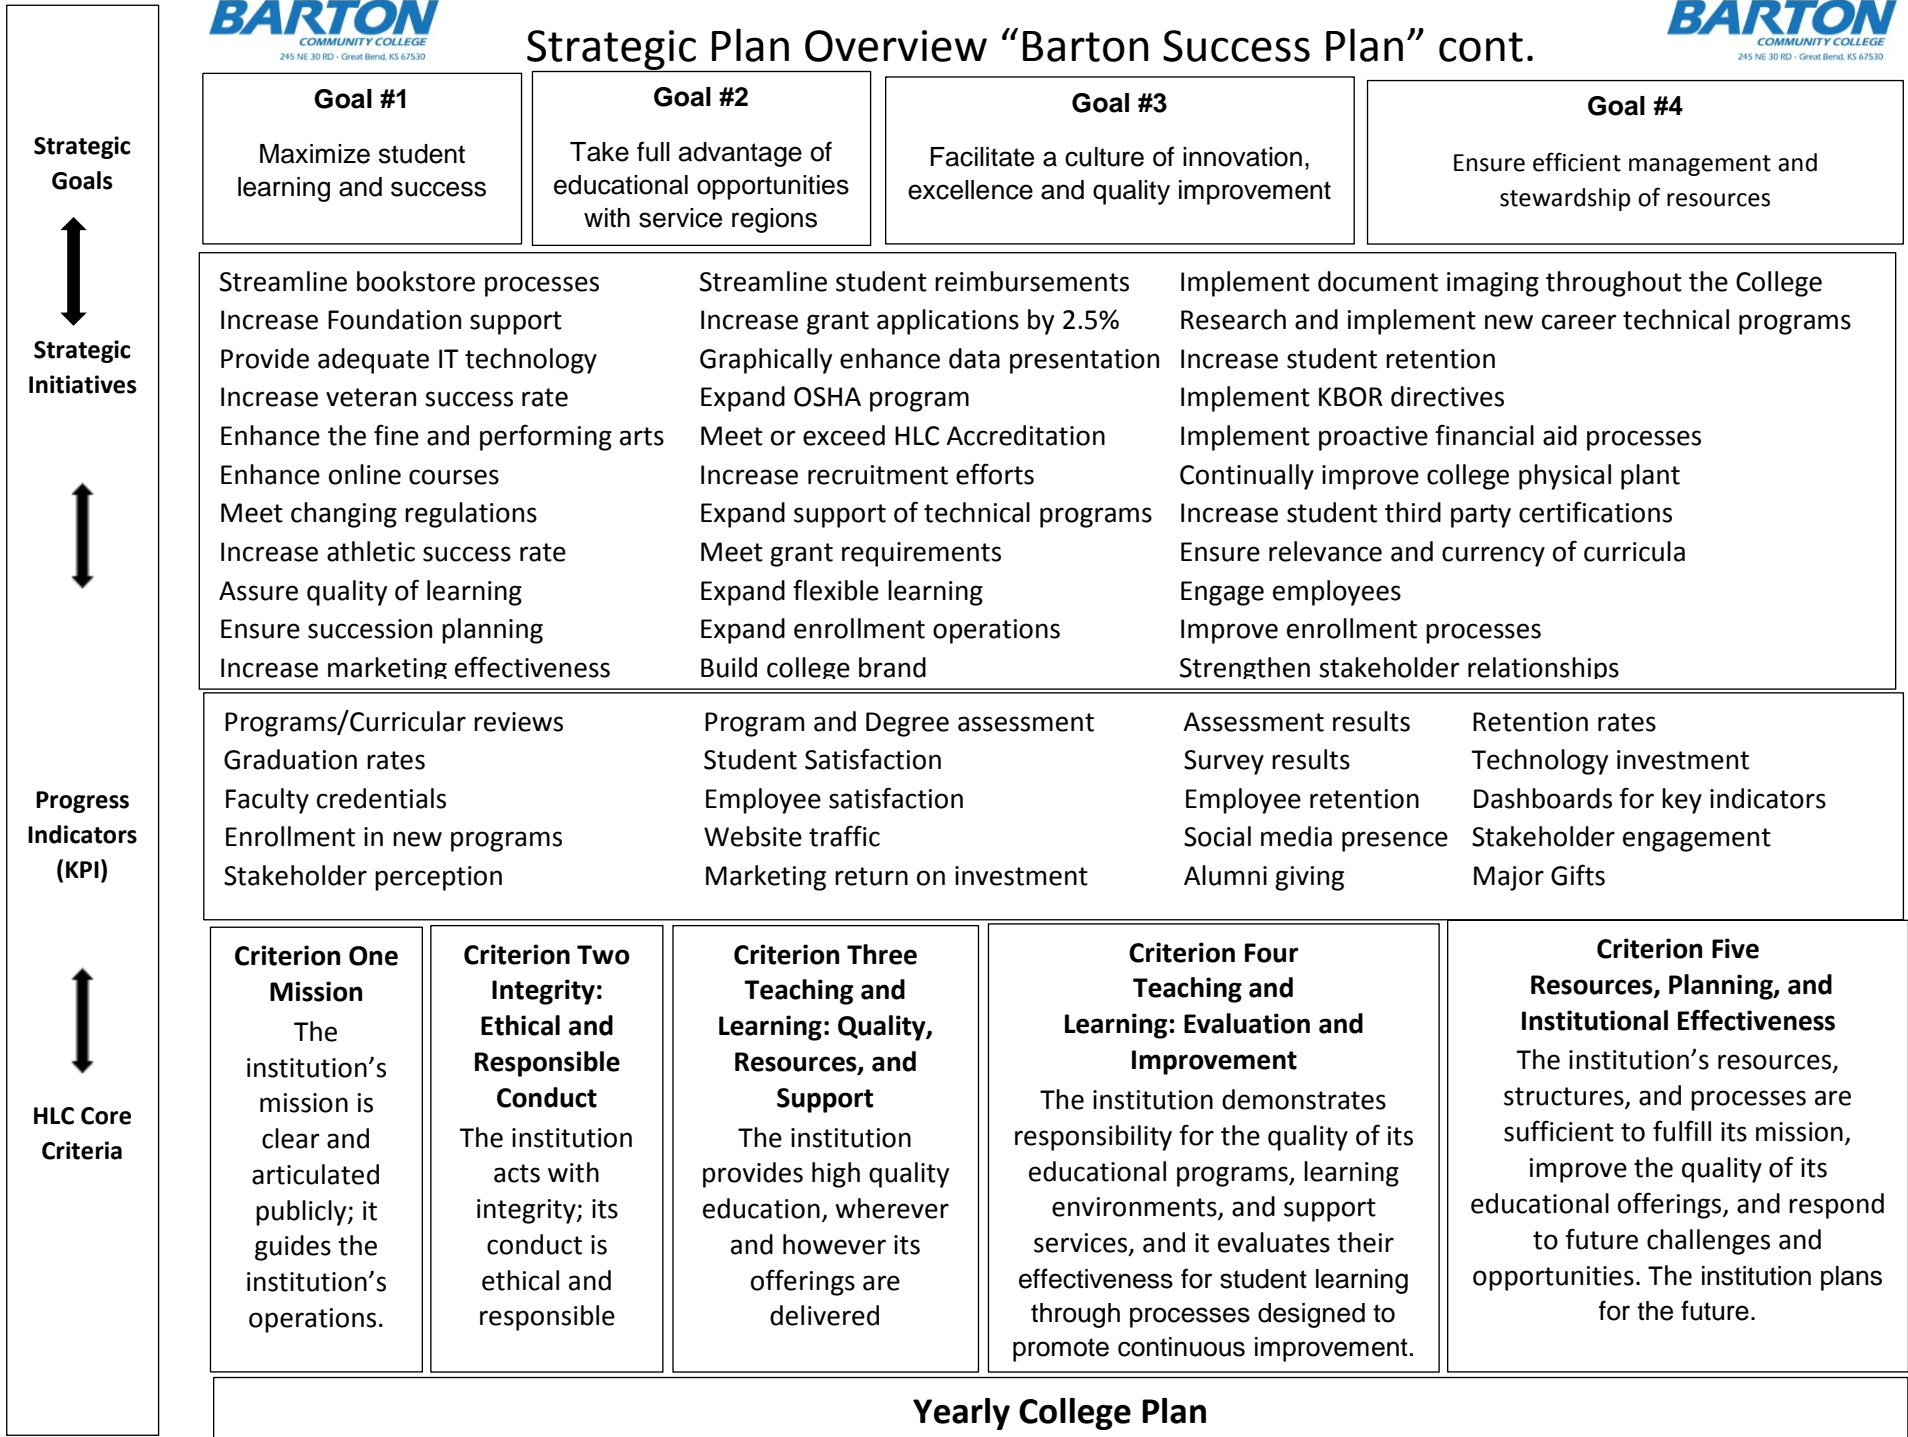 BARTON
COMMUNITY COLLEGE
245 NE 30 RD · Great Bend, KS 67530
Strategic Plan Overview “Barton Success Plan” cont.
BARTON
COMMUNITY COLLEGE
245 NE 30 RD · Great Bend, KS 67530
Strategic
Goals
Goal #1
Maximize student
learning and success
Goal #2
Take full advantage of
educational opportunities
with service regions
Goal #3
Facilitate a culture of innovation,
excellence and quality improvement
Goal #4
Ensure efficient management and
stewardship of resources
Strategic
Initiatives
Streamline bookstore processes
Increase Foundation support
Provide adequate IT technology
Increase veteran success rate
Enhance the fine and performing arts
Enhance online courses
Meet changing regulations
Increase athletic success rate
Assure quality of learning
Ensure succession planning
Increase marketing effectiveness
Streamline student reimbursements
Increase grant applications by 2.5%
Graphically enhance data presentation
Expand OSHA program
Meet or exceed HLC Accreditation
Increase recruitment efforts
Expand support of technical programs
Meet grant requirements
Expand flexible learning
Expand enrollment operations
Build college brand
Implement document imaging throughout the College
Research and implement new career technical programs
Increase student retention
Implement KBOR directives
Implement proactive financial aid processes
Continually improve college physical plant
Increase student third party certifications
Ensure relevance and currency of curricula
Engage employees
Improve enrollment processes
Strengthen stakeholder relationships
Progress
Indicators
(KPI)
Programs/Curricular reviews
Graduation rates
Faculty credentials
Enrollment in new programs
Stakeholder perception
Program and Degree assessment
Student Satisfaction
Employee satisfaction
Website traffic
Marketing return on investment
Assessment results
Survey results
Employee retention
Social media presence
Alumni giving
Retention rates
Technology investment
Dashboards for key indicators
Stakeholder engagement
Major Gifts
HLC Core
Criteria
Criterion One
Mission
The
institution’s
mission is
clear and
articulated
publicly; it
guides the
institution’s
operations.
Criterion Two
Integrity:
Ethical and
Responsible
Conduct
The institution
acts with
integrity; its
conduct is
ethical and
responsible
Criterion Three
Teaching and
Learning: Quality,
Resources, and
Support
The institution
provides high quality
education, wherever
and however its
offerings are
delivered
Criterion Four
Teaching and
Learning: Evaluation and
Improvement
The institution demonstrates
responsibility for the quality of its
educational programs, learning
environments, and support
services, and it evaluates their
effectiveness for student learning
through processes designed to
promote continuous improvement.
Criterion Five
Resources, Planning, and
Institutional Effectiveness
The institution’s resources,
structures, and processes are
sufficient to fulfill its mission,
improve the quality of its
educational offerings, and respond
to future challenges and
opportunities. The institution plans
for the future.
Yearly College Plan